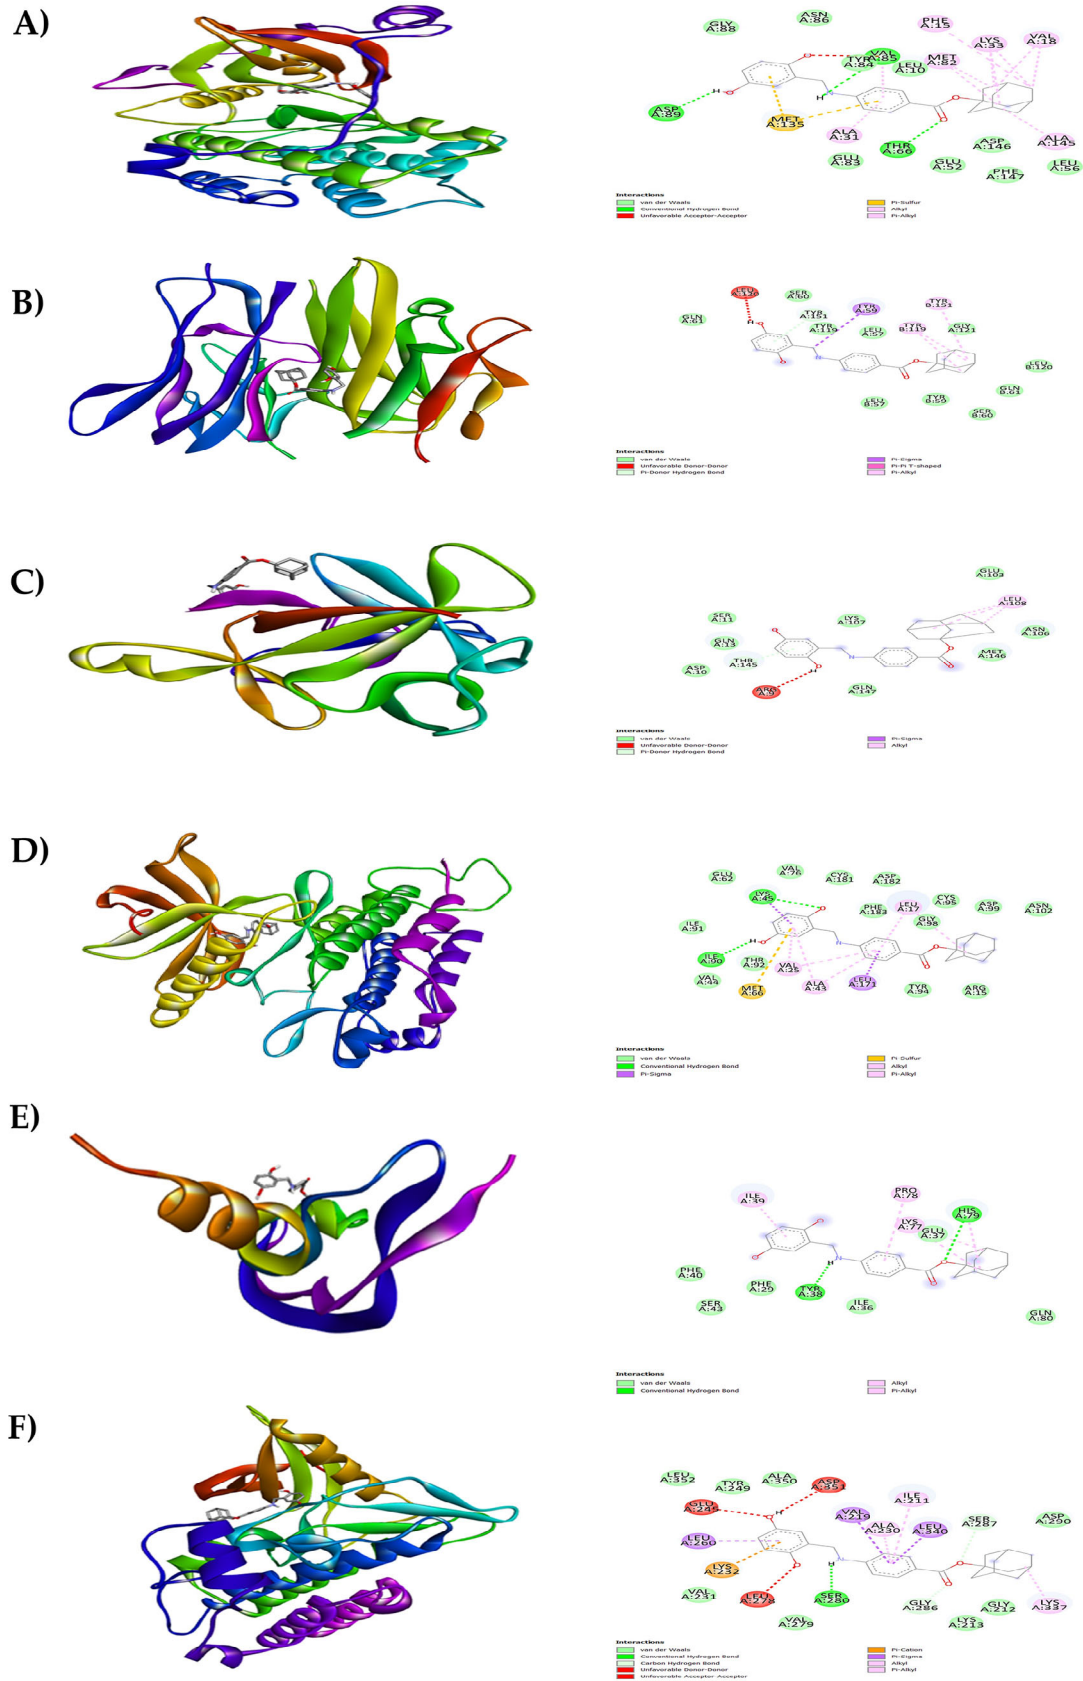 A)
GLY
A:88
ASN
A:86
PHE
A:15
LYS
A:33
VAL
A:18
VAL
A:85
TYR
A:84
LEU
A:10
MET
A:82
ASP
A:89
H
O
O
H
MET
A:135
ALA
A:31
THR
A:66
O
O
ASP
A:146
ALA
A:145
GLU
A:83
GLU
A:52
PHE
A:147
LEU
A:56
Interactions
van der Waals
Conventional Hydrogen Bond
Unfavorable Acceptor-Acceptor
Pi-Sulfur
Alkyl
Pi-Alkyl
B)
LEU
A:120
SER
A:60
TYR
A:59
TYR
B:151
GLN
A:61
TYR
A:151
TYR
A:119
LEU
A:57
TYR
B:119
GLY
A:121
LEU
B:120
LEU
B:57
TYR
B:59
GLN
B:61
SER
B:60
Interactions
van der Waals
Unfavorable Donor-Donor
Pi-Donor Hydrogen Bond
Pi-Sigma
Pi-Pi T-shaped
Pi-Alkyl
C)
GLU
A:103
LEU
A:108
SER
A:11
LYS
A:107
GLN
A:13
ASN
A:106
ASP
A:10
THR
A:145
MET
A:146
ARG
A:9
GLN
A:147
Interactions
van der Waals
Unfavorable Donor-Donor
Pi-Donor Hydrogen Bond
Pi-Sigma
Alkyl
D)
GLU
A:62
VAL
A:76
CYS
A:181
ASP
A:182
LYS
A:45
PHE
A:183
LEU
A:17
CYS
A:95
ASP
A:99
ASN
A:102
ILE
A:91
GLY
A:98
ILE
A:90
THR
A:92
VAL
A:25
VAL
A:44
MET
A:66
ALA
A:43
LEU
A:171
TYR
A:94
ARG
A:15
Interactions
van der Waals
Conventional Hydrogen Bond
Pi-Sigma
Pi-Sulfur
Alkyl
Pi-Alkyl
E)
ILE
A:39
PRO
A:78
HIS
A:79
LYS
A:77
GLU
A:37
PHE
A:40
PHE
A:29
TYR
A:38
SER
A:43
ILE
A:36
GLN
A:80
Interactions
van der Waals
Conventional Hydrogen Bond
Alkyl
Pi-Alkyl
F)
LEU
A:352
TYR
A:249
ALA
A:350
ASP
A:351
GLU
A:245
VAL
A:219
ILE
A:211
ALA
A:230
LEU
A:340
SER
A:287
ASP
A:290
LEU
A:260
LYS
A:232
VAL
A:231
LEU
A:278
SER
A:280
VAL
A:279
GLY
A:286
LYS
A:213
GLY
A:212
LYS
A:337
Interactions
van der Waals
Conventional Hydrogen Bond
Carbon Hydrogen Bond
Unfavorable Donor-Donor
Unfavorable Acceptor-Acceptor
Pi-Cation
Pi-Sigma
Alkyl
Pi-Alkyl